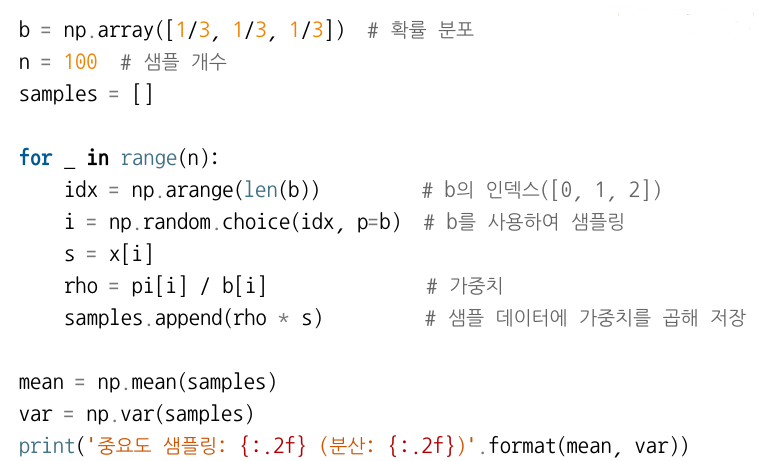 b = np.array([1/3, 1/3, 1/3])  # 확률 분포
n = 100  # 샘플 개수
samples = []

for _ in range(n):
    idx = np.arange(len(b))         # b의 인덱스([0, 1, 2])
    i = np.random.choice(idx, p=b)  # b를 사용하여 샘플링
    s = x[i]
    rho = pi[i] / b[i]              # 가중치
    samples.append(rho * s)         # 샘플 데이터에 가중치를 곱해 저장

mean = np.mean(samples)
var = np.var(samples)
print('중요도 샘플링: {:.2f} (분산: {:.2f})'.format(mean, var))